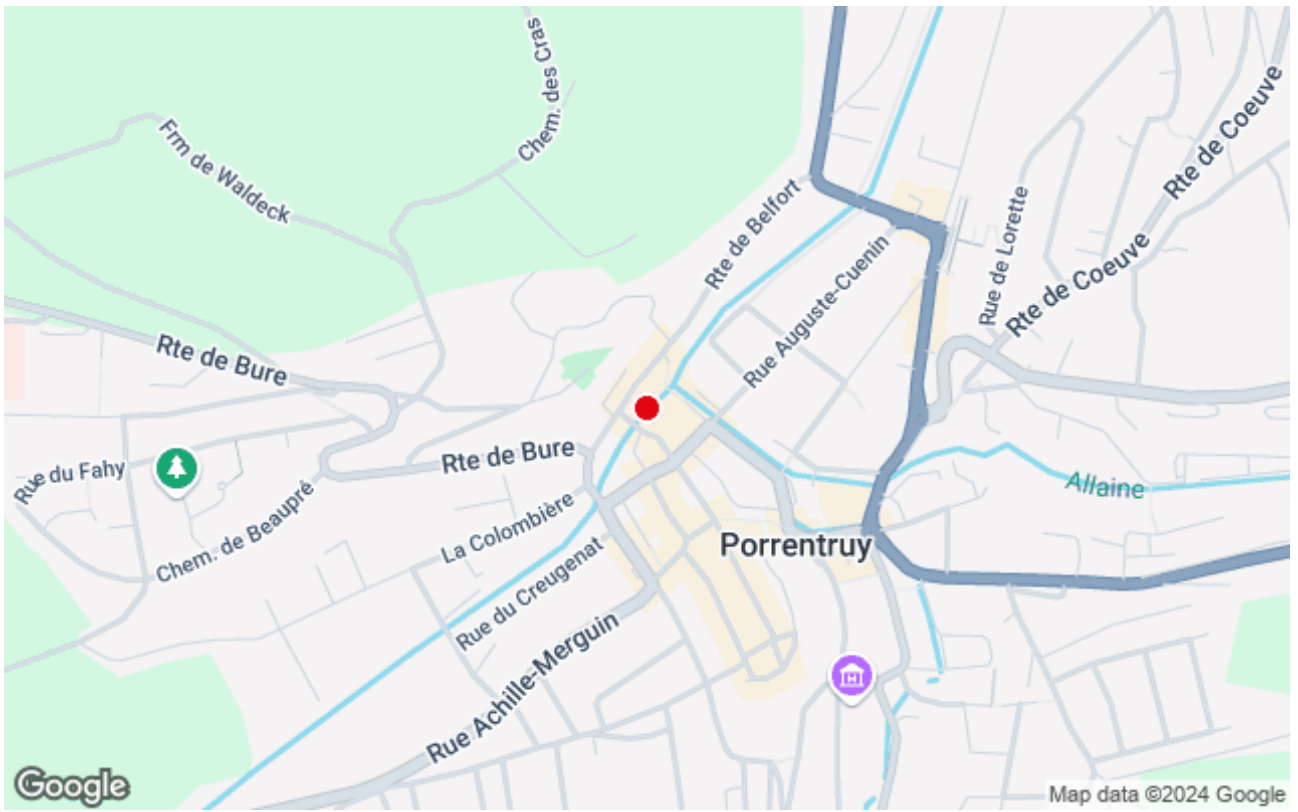 Chem. des Cras
Frm de Waldeck
Rte de Coeuve
Rte de Belfort
Rue de Lorette
Rue Auguste-Cuenin
Rte de Coeuve
Rte de Bure
Rte de Bure
Rue du Fahy
Allaine
Chem. de Beaupré
La Colombière
Porrentruy
Rue du Creugenat
Rue Achille-Merguin
Google
Map data ©2024 Google